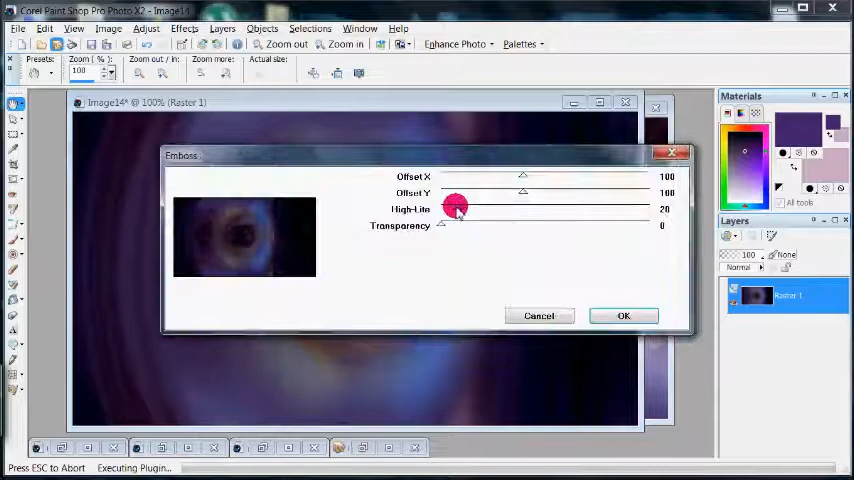 Corel Paint Shop Pro Photo X2 - Image14
File Edit View Image Adjust Effects Layers Objects Selections Window Help
Zoom out Zoom in Enhance Photo Palettes
Presets: Zoom ( % ): Zoom out / in: Zoom more: Actual size:
100
Image14* @ 100% (Raster 1)
Emboss
Offset X 100
Offset Y 100
High-Lite 20
Transparency 0
Cancel OK
Materials
All tools
Layers
100 None
Normal
Raster 1
Press ESC to Abort Executing Plugin...